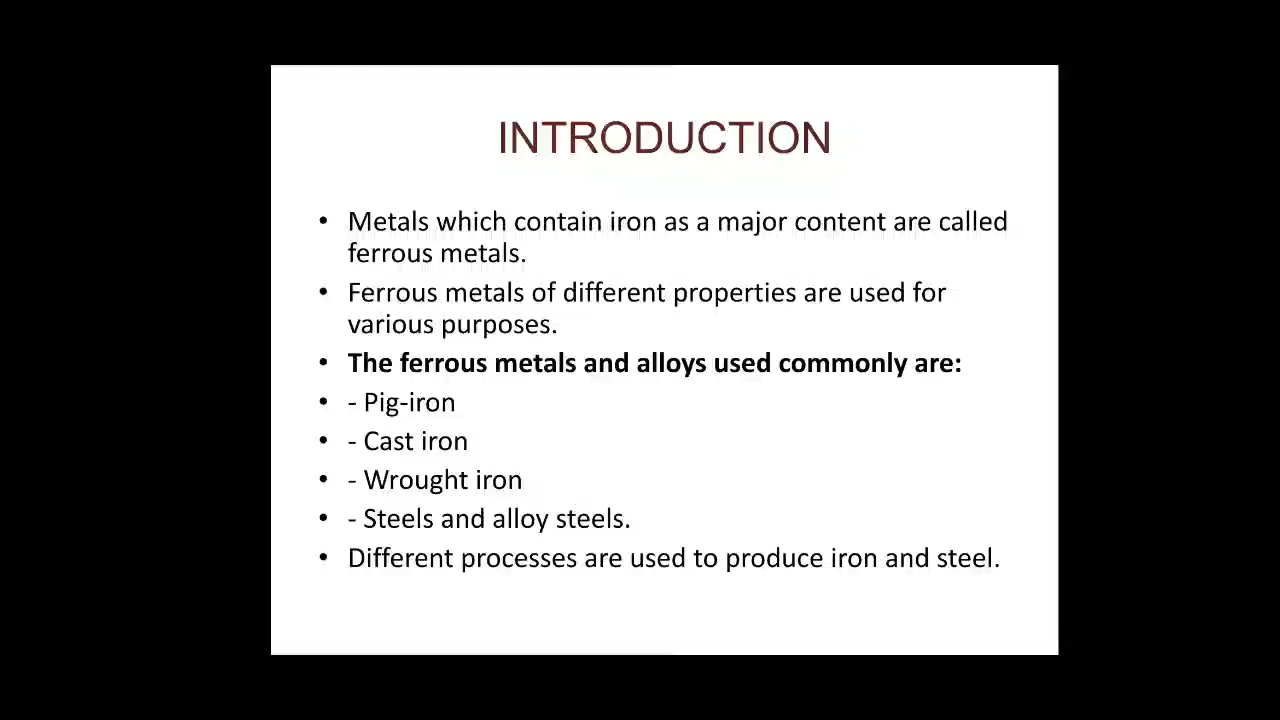 INTRODUCTION
• Metals which contain iron as a major content are called
ferrous metals.
• Ferrous metals of different properties are used for
various purposes.
• The ferrous metals and alloys used commonly are:
• - Pig-iron
• - Cast iron
• - Wrought iron
• - Steels and alloy steels.
• Different processes are used to produce iron and steel.